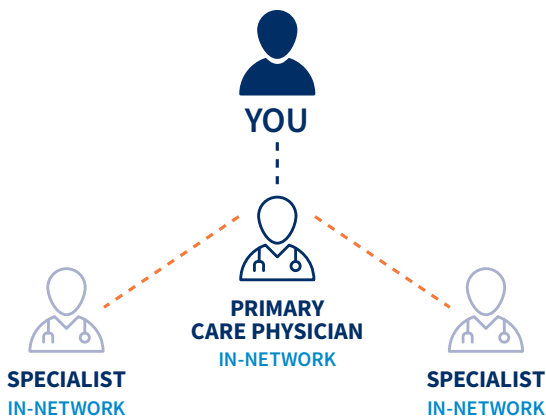 YOU
PRIMARY
CARE PHYSICIAN
IN-NETWORK
SPECIALIST
IN-NETWORK
SPECIALIST
IN-NETWORK